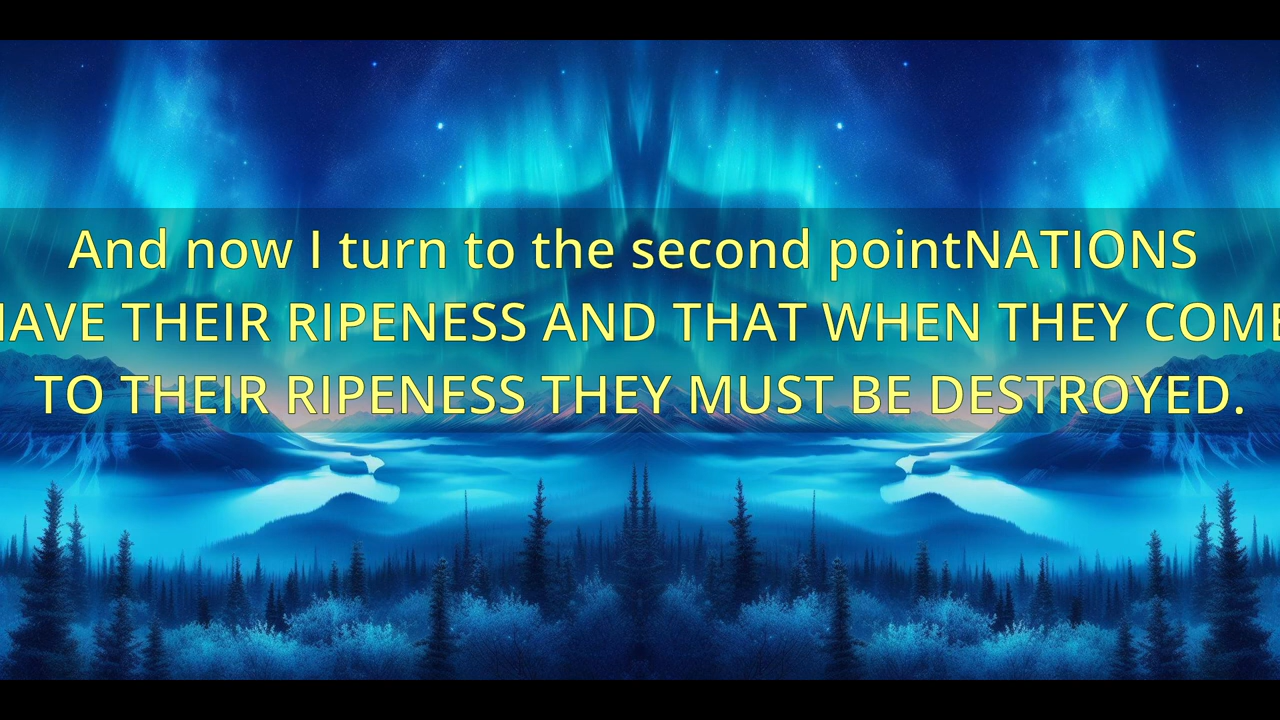 And now I turn to the second pointNATIONS
HAVE THEIR RIPENESS AND THAT WHEN THEY COME
TO THEIR RIPENESS THEY MUST BE DESTROYED.